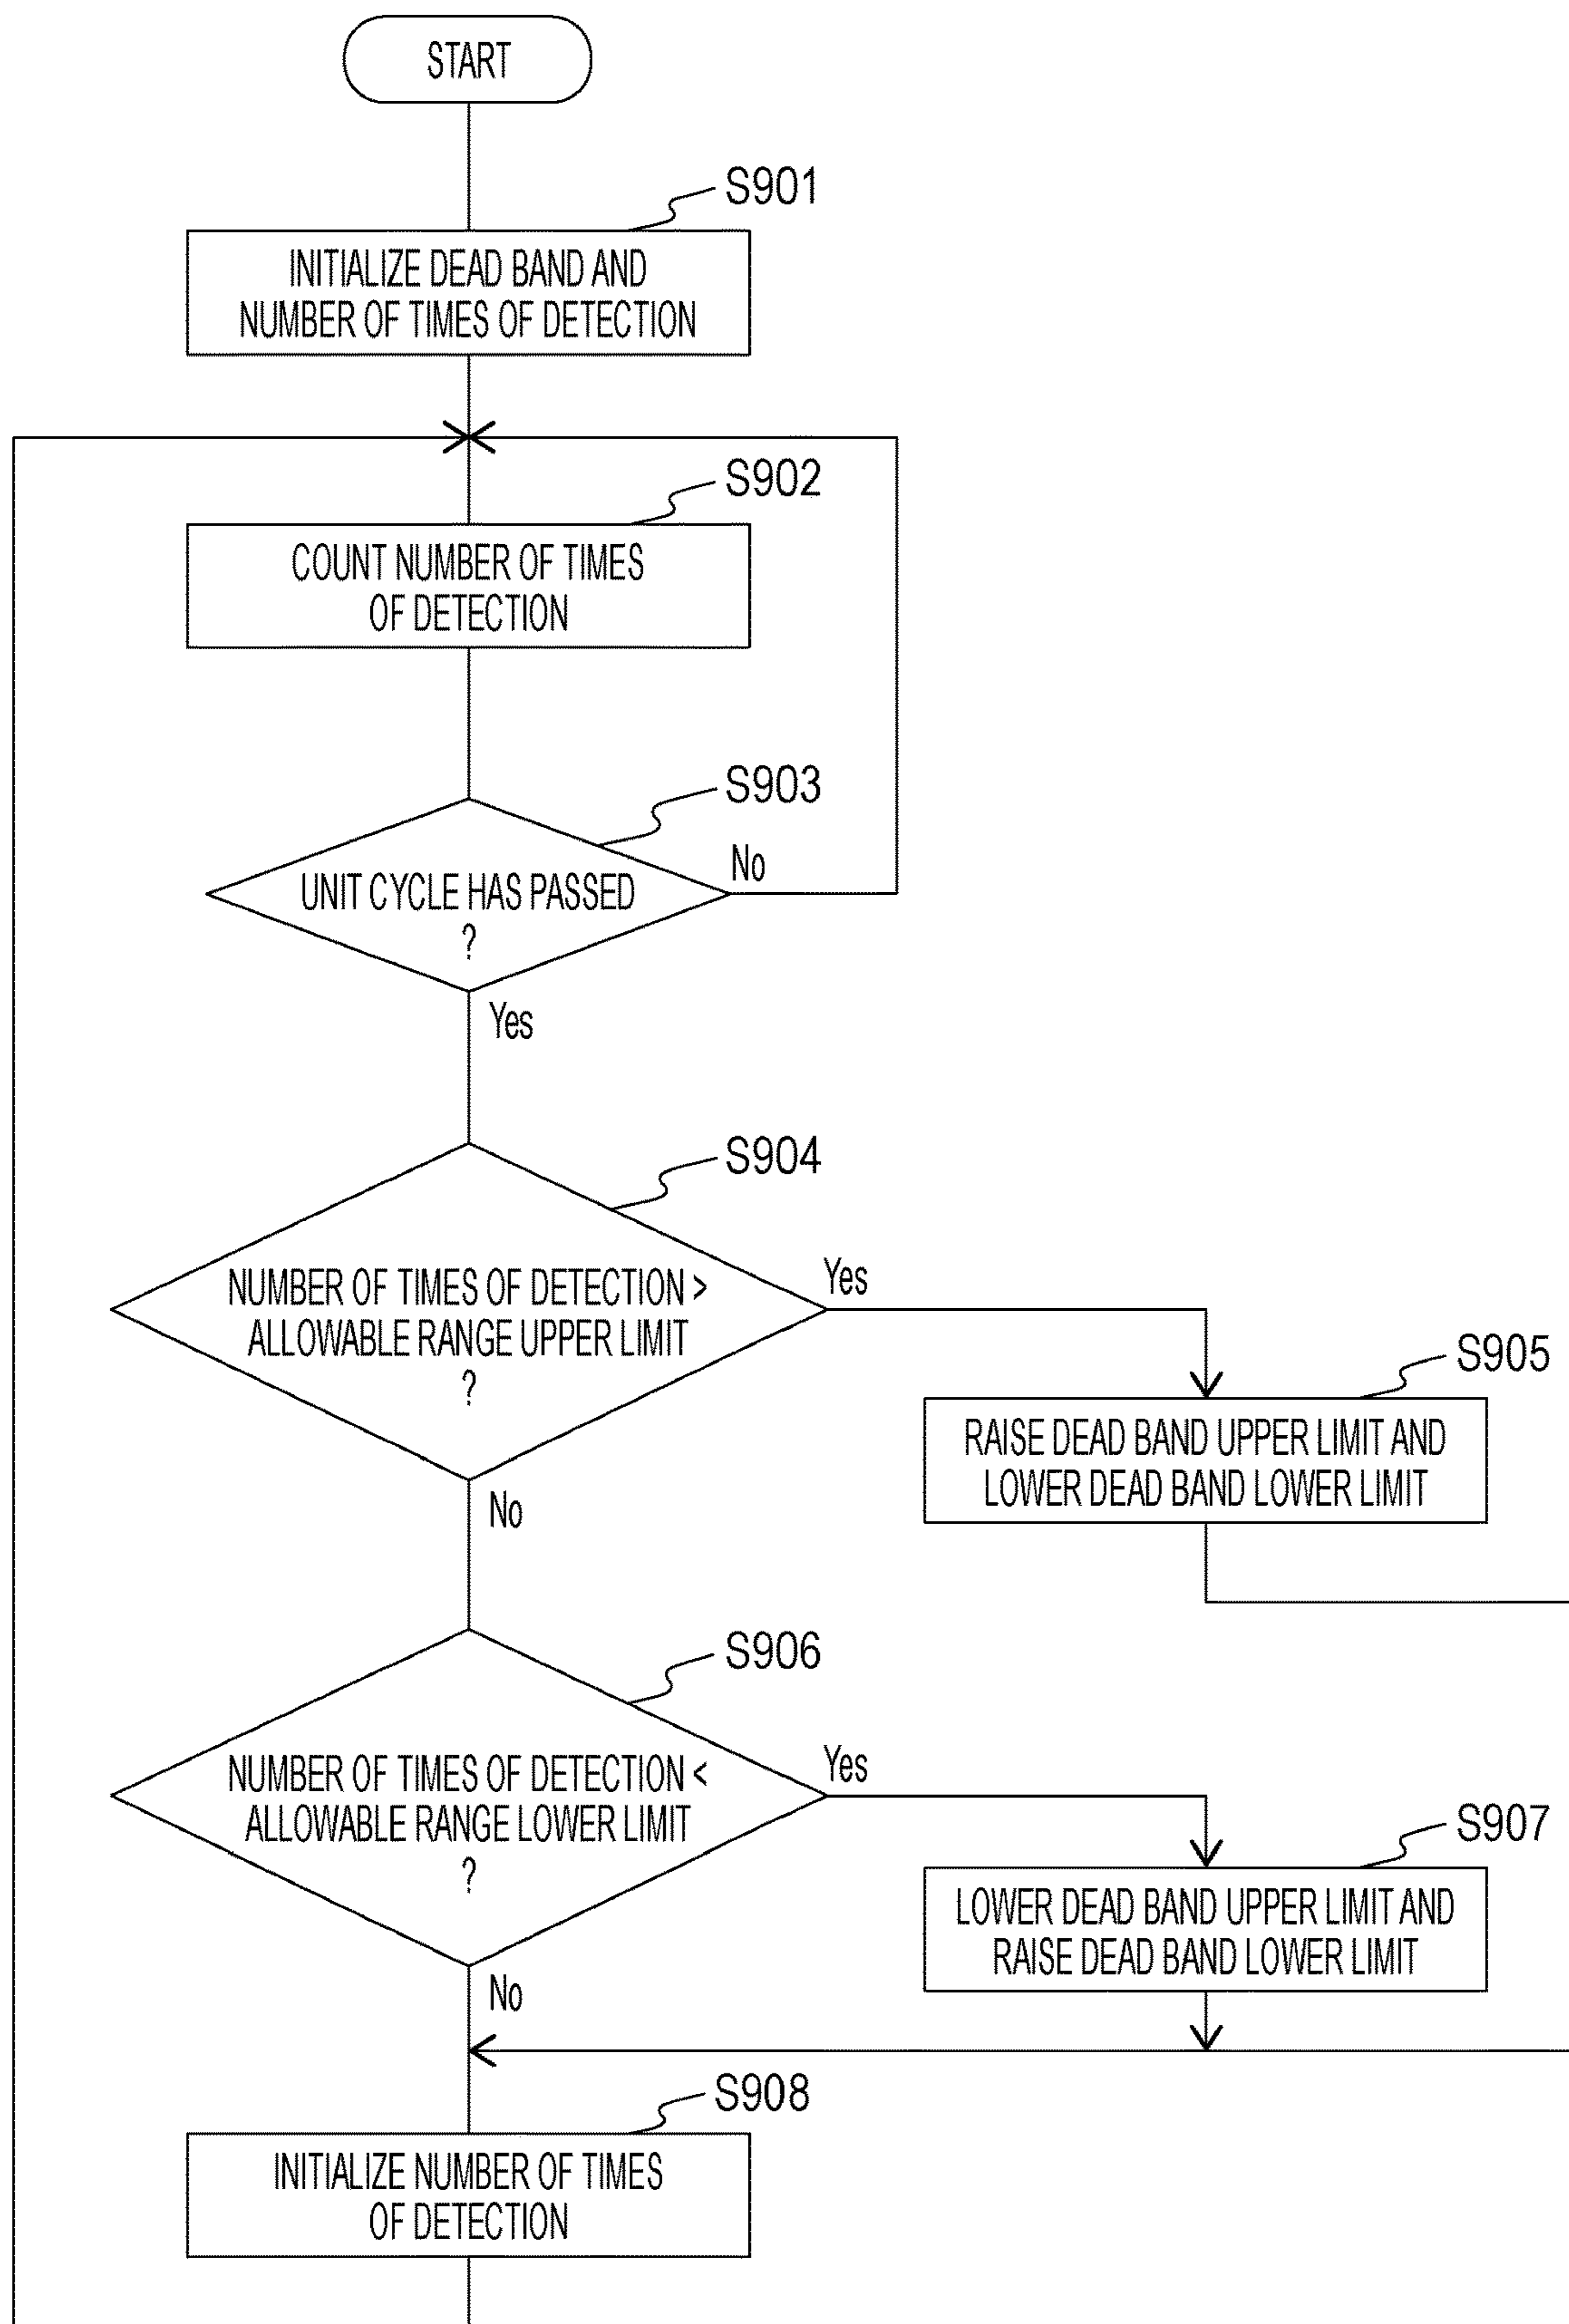 START
S901
INITIALIZE DEAD BAND AND
NUMBER OF TIMES OF DETECTION
S902
COUNT NUMBER OF TIMES
OF DETECTION
S903
No
UNIT CYCLE HAS PASSED
?
Yes
S904
Yes
NUMBER OF TIMES OF DETECTION >
ALLOWABLE RANGE UPPER LIMIT
?
S905
RAISE DEAD BAND UPPER LIMIT AND
LOWER DEAD BAND LOWER LIMIT
No
S906
Yes
NUMBER OF TIMES OF DETECTION <
ALLOWABLE RANGE LOWER LIMIT
?
S907
LOWER DEAD BAND UPPER LIMIT AND
RAISE DEAD BAND LOWER LIMIT
No
S908
INITIALIZE NUMBER OF TIMES
OF DETECTION